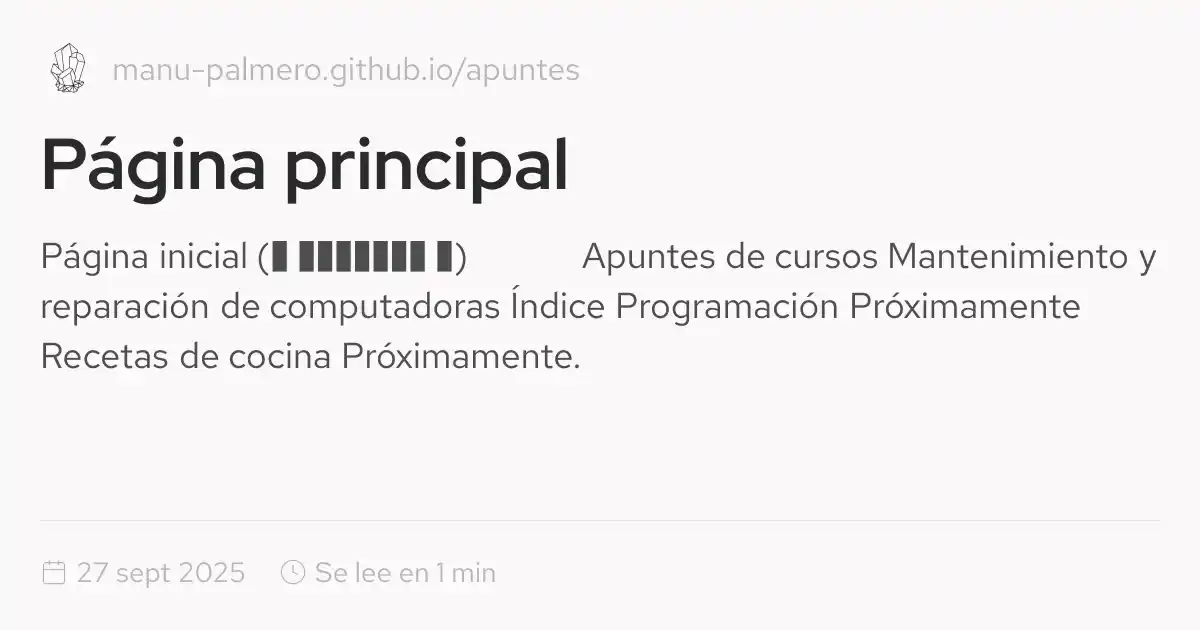 manu-palmero.github.io/apuntes
Página principal
Página inicial () Apuntes de cursos Mantenimiento y
reparación de computadoras Índice Programación Próximamente
Recetas de cocina Próximamente.
27 sept 2025 Se lee en 1 min